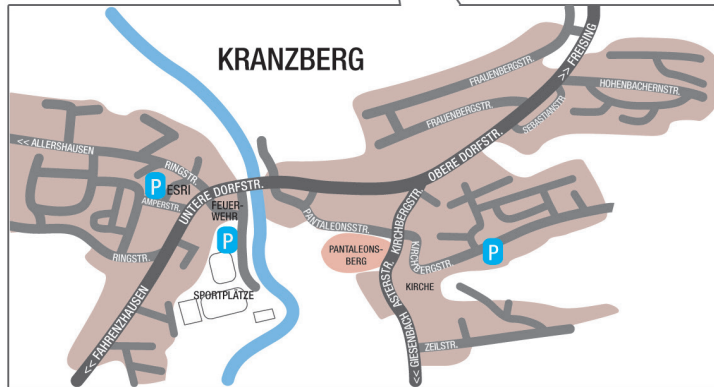 KRANZBERG
FRAUENBERGSTR.
FRAUENBERGSTR.
>> FREISING
HOHENBACHERNSTR.
SEBASTIANSTR.
OBERE DORFSTR.
<< ALLERSHAUSEN
RINGSTR.
P
ESRI
AMPERSTR.
UNTERE DORFSTR.
FEUER-
WEHR
P
RINGSTR.
SPORTPLÄTZE
<< FAHRENZHAUSEN
PANTALEONSSTR.
PANTALEONS-
BERG
KIRCHBERGSTR.
KIRCHBERGSTR.
P
KIRCHE
ASTERSTR.
<< GIESENBACH
ZEILSTR.